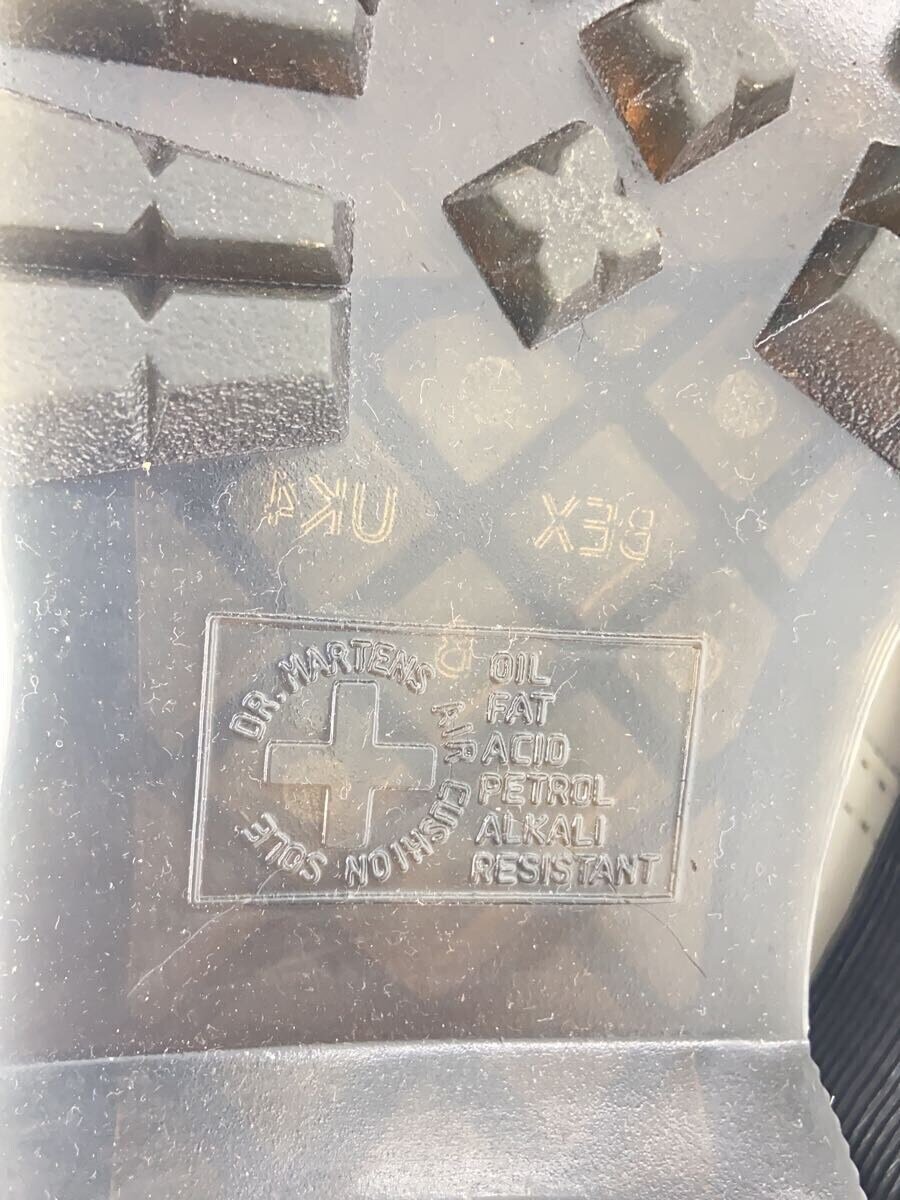 UK4
BEX
B
DR. MARTENS AIR CUSHION SOLE
OIL
FAT
ACID
PETROL
ALKALI
RESISTANT